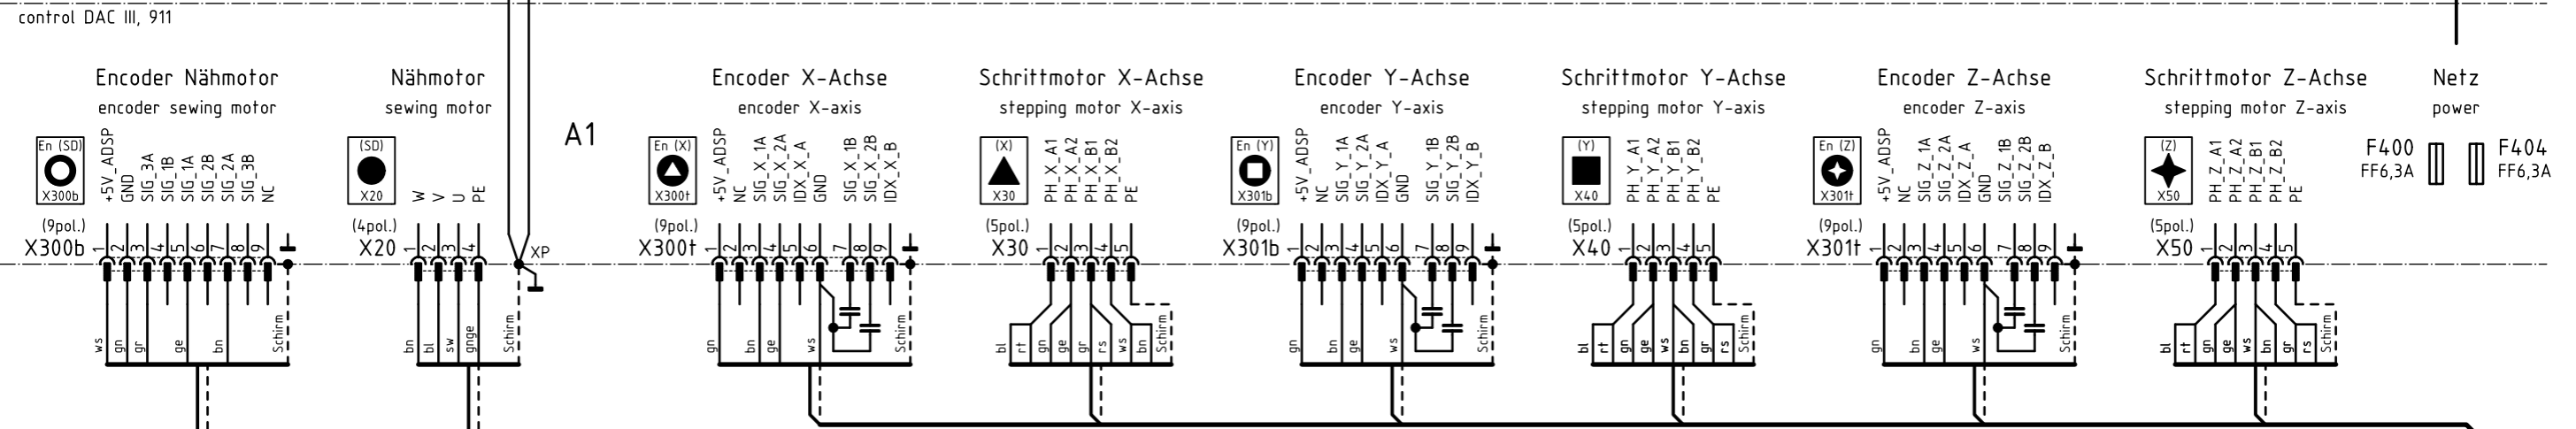 control DAC III, 911
Encoder Nähmotor
encoder sewing motor
En (SD)
X300b
+5V_ADSP
GND
SIG_3A
SIG_1B
SIG_1A
SIG_2B
SIG_2A
SIG_3B
NC
(9pol.)
X300b
1 2 3 4 5 6 7 8 9
ws gn gr ge bn Schirm
Nähmotor
sewing motor
(SD)
X20
W
V
U
PE
(4pol.)
X20
1 2 3 4
XP
bn bl sw gnge Schirm
A1
Encoder X-Achse
encoder X-axis
En (X)
X300t
+5V_ADSP
NC
SIG_X_1A
SIG_X_2A
IDX_X_A
GND
SIG_X_1B
SIG_X_2B
IDX_X_B
(9pol.)
X300t
1 2 3 4 5 6 7 8 9
gn bn ge ws Schirm
Schrittmotor X-Achse
stepping motor X-axis
(X)
X30
PH_X_A1
PH_X_A2
PH_X_B1
PH_X_B2
PE
(5pol.)
X30
1 2 3 4 5
bl rt gn ge gr rs ws bn Schirm
Encoder Y-Achse
encoder Y-axis
En (Y)
X301b
+5V_ADSP
NC
SIG_Y_1A
SIG_Y_2A
IDX_Y_A
GND
SIG_Y_1B
SIG_Y_2B
IDX_Y_B
(9pol.)
X301b
1 2 3 4 5 6 7 8 9
gn bn ge ws Schirm
Schrittmotor Y-Achse
stepping motor Y-axis
(Y)
X40
PH_Y_A1
PH_Y_A2
PH_Y_B1
PH_Y_B2
PE
(5pol.)
X40
1 2 3 4 5
bl rt gn ge ws bn gr rs Schirm
Encoder Z-Achse
encoder Z-axis
En (Z)
X301t
+5V_ADSP
NC
SIG_Z_1A
SIG_Z_2A
IDX_Z_A
GND
SIG_Z_1B
SIG_Z_2B
IDX_Z_B
(9pol.)
X301t
1 2 3 4 5 6 7 8 9
gn bn ge ws Schirm
Schrittmotor Z-Achse
stepping motor Z-axis
(Z)
X50
PH_Z_A1
PH_Z_A2
PH_Z_B1
PH_Z_B2
PE
(5pol.)
X50
1 2 3 4 5
bl rt gn ge ws bn gr rs Schirm
Netz
power
F400
FF6,3A
F404
FF6,3A